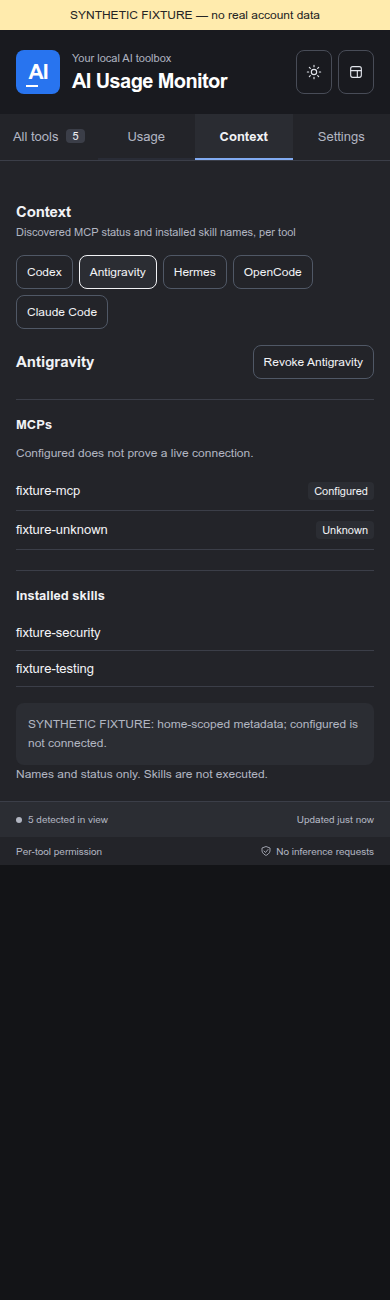 SYNTHETIC FIXTURE — no real account data
AI
Your local AI toolbox
AI Usage Monitor
All tools 5
Usage
Context
Settings
Context
Discovered MCP status and installed skill names, per tool
Codex
Antigravity
Hermes
OpenCode
Claude Code
Antigravity
Revoke Antigravity
MCPs
Configured does not prove a live connection.
fixture-mcp
Configured
fixture-unknown
Unknown
Installed skills
fixture-security
fixture-testing
SYNTHETIC FIXTURE: home-scoped metadata; configured is
not connected.
Names and status only. Skills are not executed.
5 detected in view
Updated just now
Per-tool permission
No inference requests